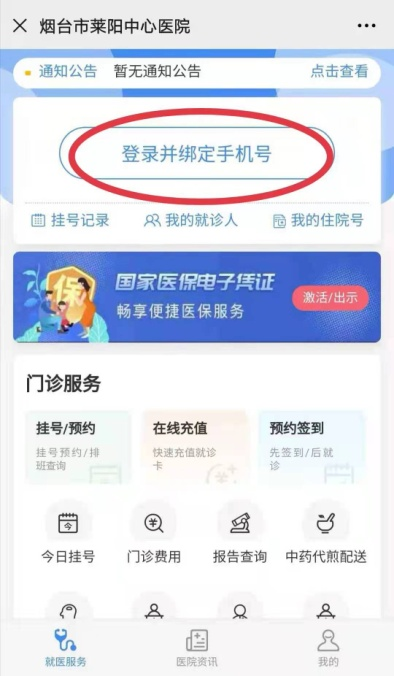 烟台市莱阳中心医院
通知公告 暂无通知公告 点击查看
登录并绑定手机号
挂号记录 我的就诊人 我的住院号
保 国家医保电子凭证
畅享便捷医保服务 激活/出示
门诊服务
挂号/预约 在线充值 预约签到
挂号预约/排 快速充值就诊 先签到/后就
班查询 卡 诊
今
今日挂号 门诊费用 报告查询 中药代煎配送
就医服务 医院资讯 我的